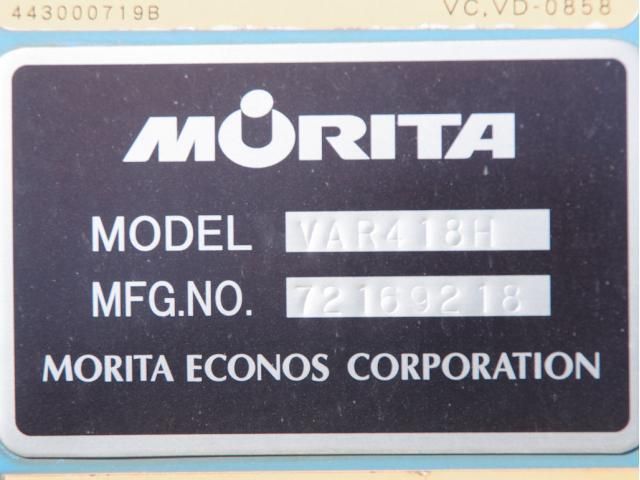 443000719B VC,VD-0858
MORITA
MODEL VAR418H
MFG.NO. 72169218
MORITA ECONOS CORPORATION